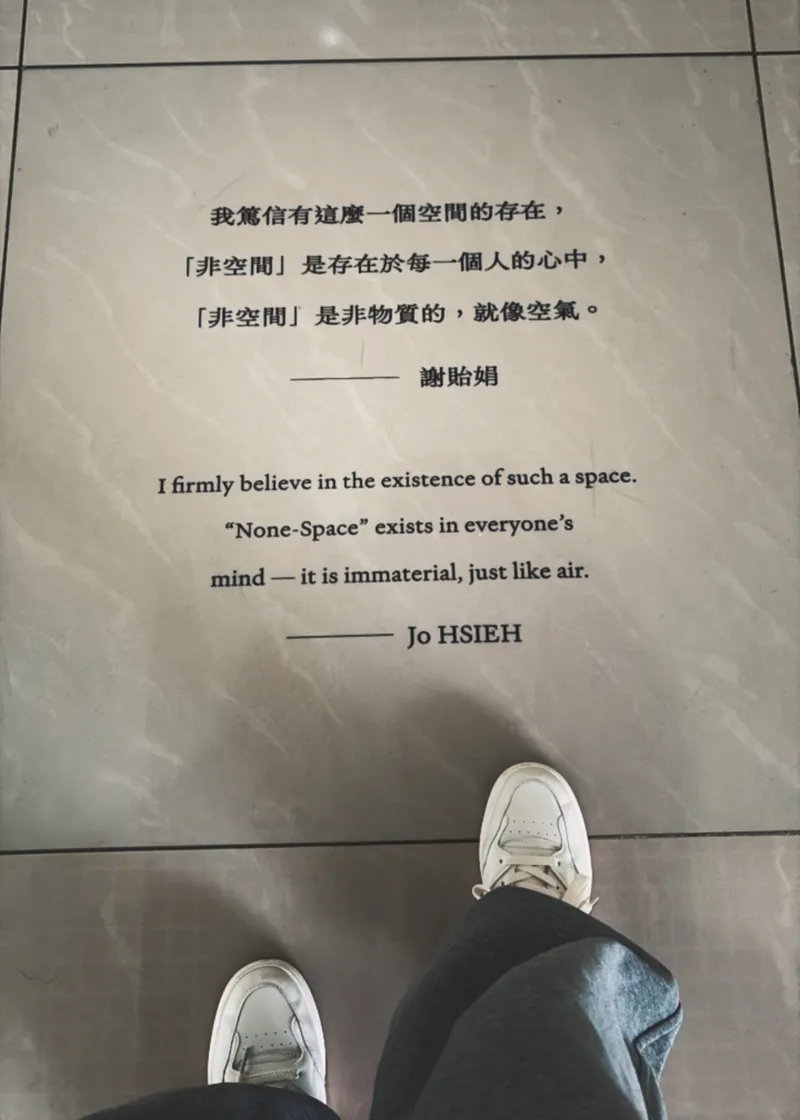 我篤信有這麼一個空間的存在，
「非空間」是存在於每一個人的心中，
「非空間」是非物質的，就像空氣。
—— 謝貽娟
I firmly believe in the existence of such a space.
“None-Space” exists in everyone’s
mind — it is immaterial, just like air.
—— Jo HSIEH